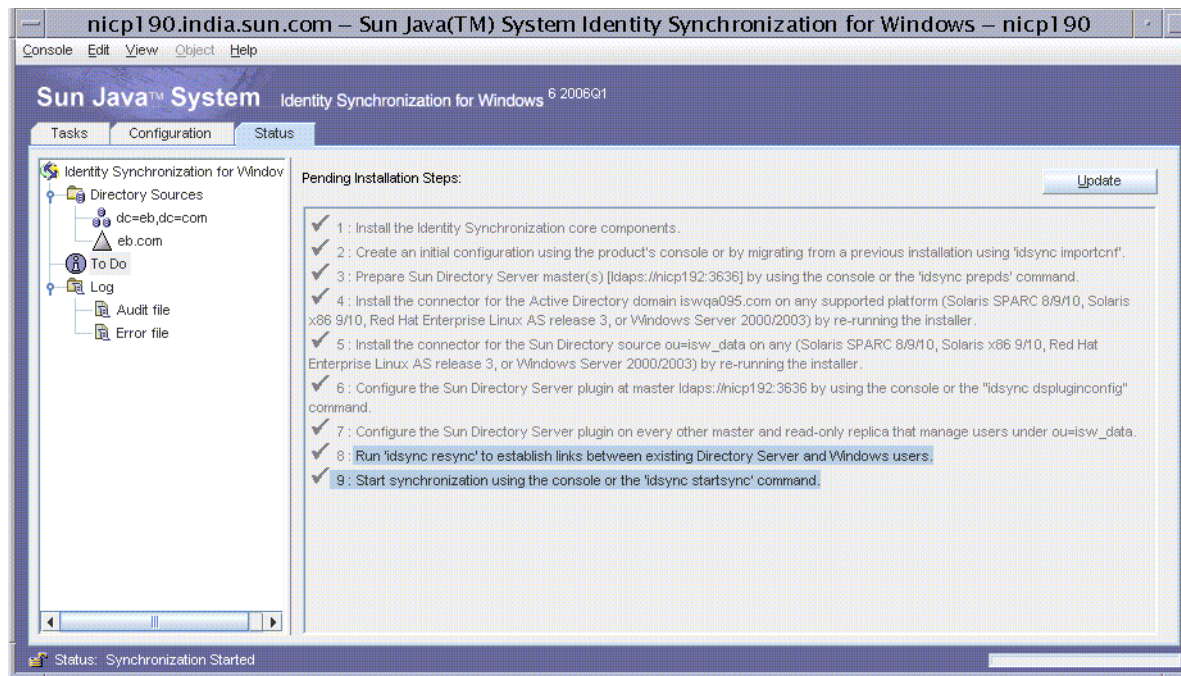 nicp190.india.sun.com – Sun Java(TM) System Identity Synchronization for Windows – nicp190
Console Edit View Object Help
Sun Java™ System Identity Synchronization for Windows 6 2006Q1
Tasks Configuration Status
Identity Synchronization for Windov
Directory Sources
dc=eb,dc=com
eb.com
To Do
Log
Audit file
Error file
Pending Installation Steps:
Update
1 : Install the Identity Synchronization core components.
2 : Create an initial configuration using the product's console or by migrating from a previous installation using 'idsync importcnf'.
3 : Prepare Sun Directory Server master(s) [ldaps://nicp192:3636] by using the console or the 'idsync prepds' command.
4 : Install the connector for the Active Directory domain iswqa095.com on any supported platform (Solaris SPARC 8/9/10, Solaris
x86 9/10, Red Hat Enterprise Linux AS release 3, or Windows Server 2000/2003) by re-running the installer.
5 : Install the connector for the Sun Directory source ou=isw_data on any (Solaris SPARC 8/9/10, Solaris x86 9/10, Red Hat
Enterprise Linux AS release 3, or Windows Server 2000/2003) by re-running the installer.
6 : Configure the Sun Directory Server plugin at master ldaps://nicp192:3636 by using the console or the "idsync dspluginconfig"
command.
7 : Configure the Sun Directory Server plugin on every other master and read-only replica that manage users under ou=isw_data.
8 : Run 'idsync resync' to establish links between existing Directory Server and Windows users.
9 : Start synchronization using the console or the 'idsync startsync' command.
Status: Synchronization Started